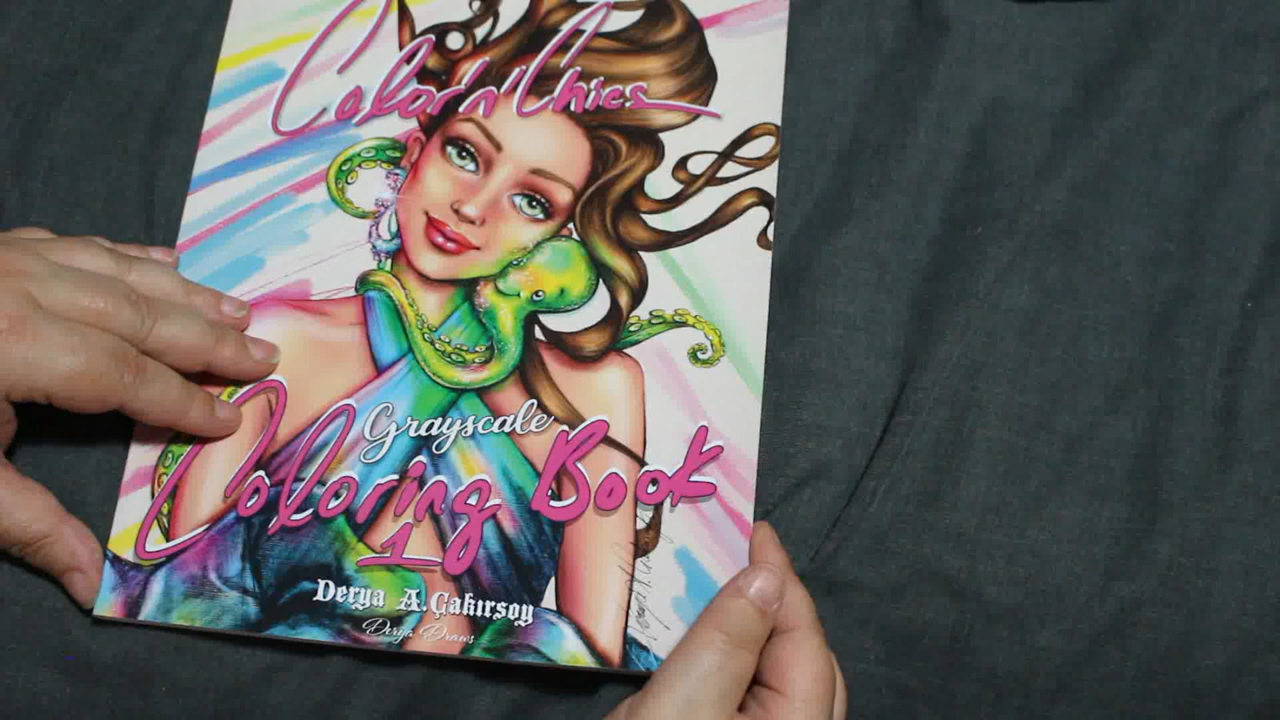 Color'n'Chics
Grayscale
Coloring Book
1
Derya A.Çakırsoy
Derya Draws